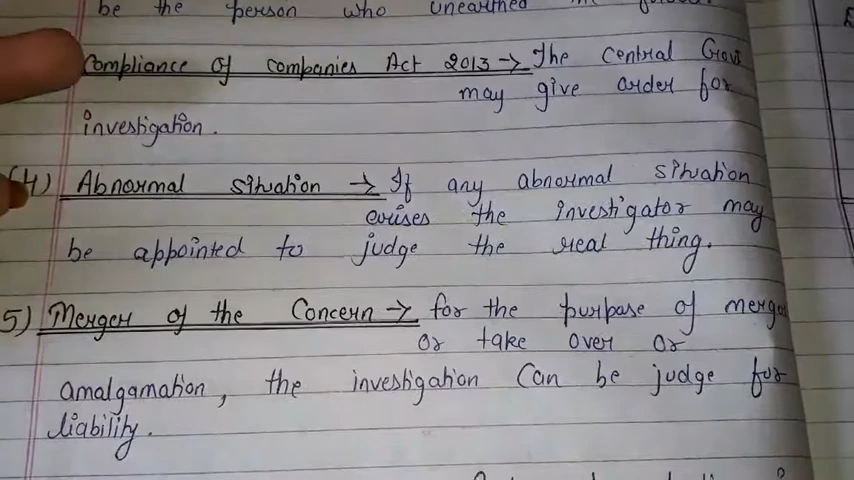 be the person who unearthed
Compliance of companies Act 2013 → The Central Govt
may give order for
investigation.
(4) Abnormal situation → If any abnormal situation
arises the investigator may
be appointed to judge the real thing.
5) Merger of the Concern → for the purpose of merger
or take over or
amalgamation, the investigation Can be judge for
liability.